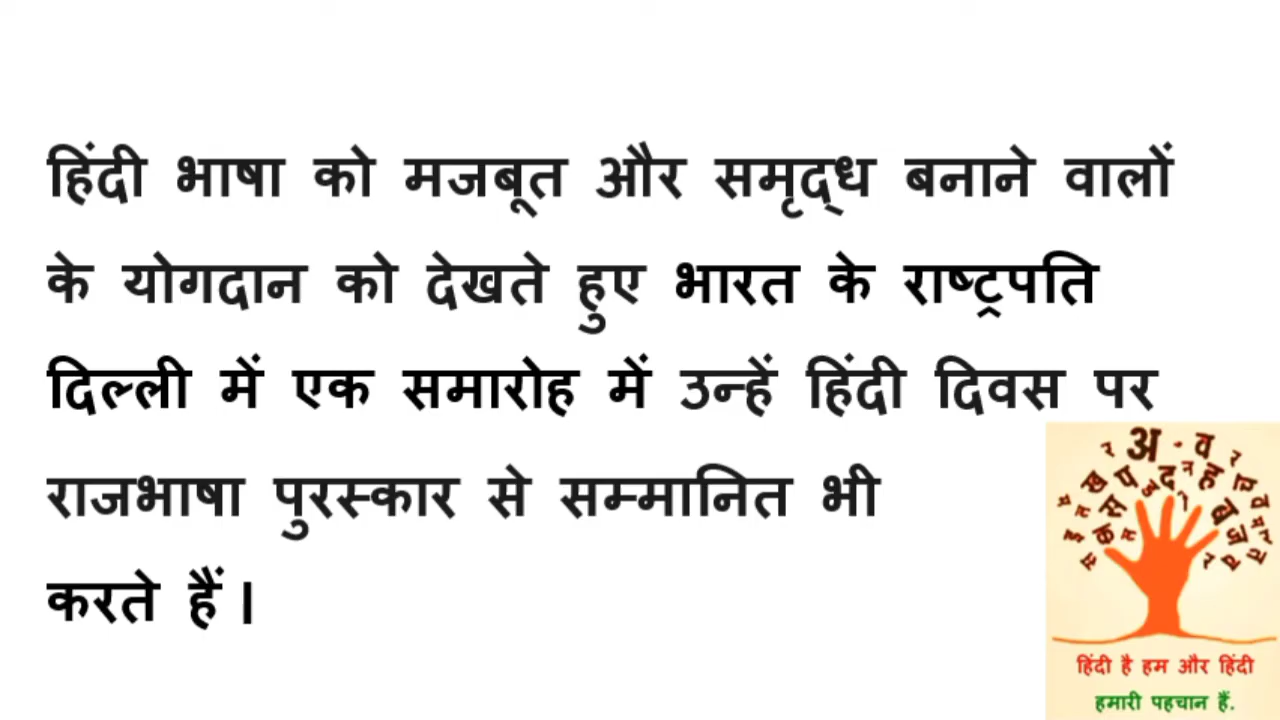 हिंदी भाषा को मजबूत और समृद्ध बनाने वालों
के योगदान को देखते हुए भारत के राष्ट्रपति
दिल्ली में एक समारोह में उन्हें हिंदी दिवस पर
राजभाषा पुरस्कार से सम्मानित भी
करते हैं ।
हिंदी है हम और हिंदी
हमारी पहचान हैं.